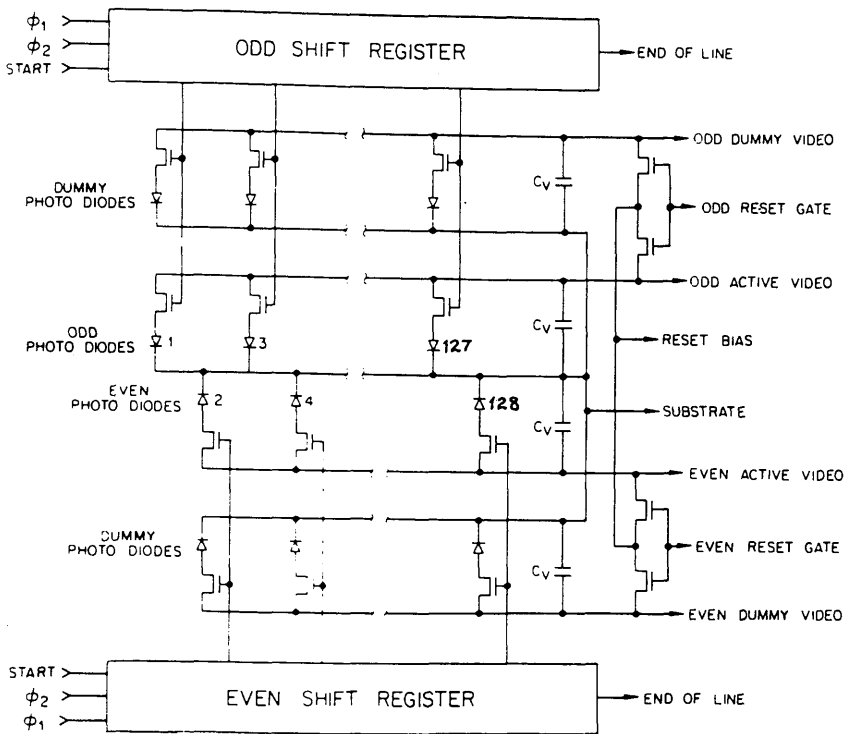 ϕ1
ϕ2
START
ODD SHIFT REGISTER
END OF LINE
ODD DUMMY VIDEO
DUMMY
PHOTO DIODES
CV
ODD RESET GATE
ODD ACTIVE VIDEO
ODD
PHOTO DIODES
1
3
127
CV
RESET BIAS
EVEN
PHOTO DIODES
2
4
128
CV
SUBSTRATE
EVEN ACTIVE VIDEO
DUMMY
PHOTO DIODES
CV
EVEN RESET GATE
EVEN DUMMY VIDEO
START
ϕ2
ϕ1
EVEN SHIFT REGISTER
END OF LINE